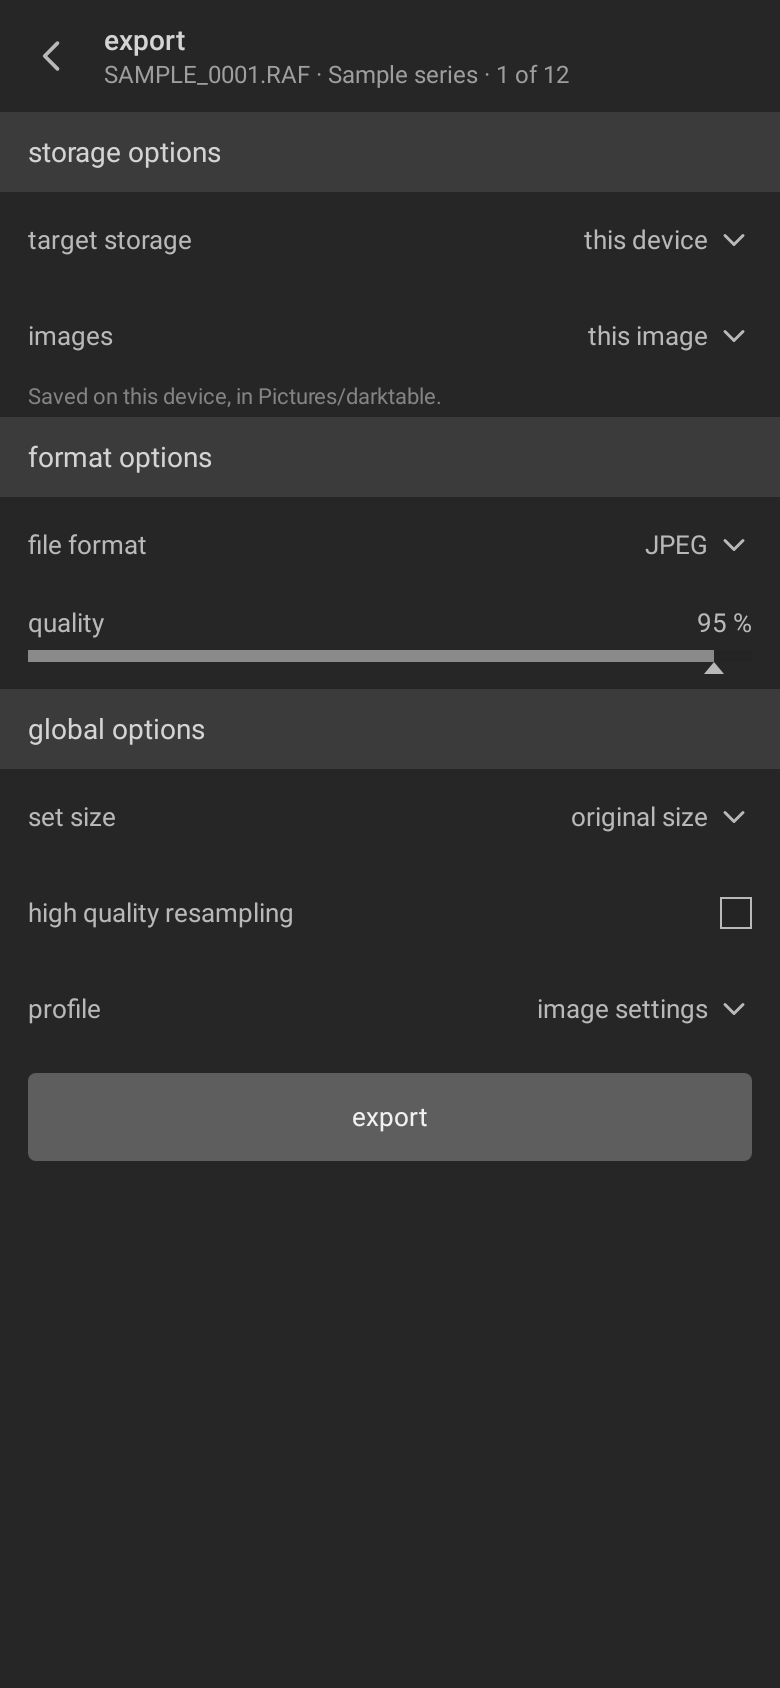 export
SAMPLE_0001.RAF · Sample series · 1 of 12
storage options
target storage this device
images this image
Saved on this device, in Pictures/darktable.
format options
file format JPEG
quality 95 %
global options
set size original size
high quality resampling
profile image settings
export